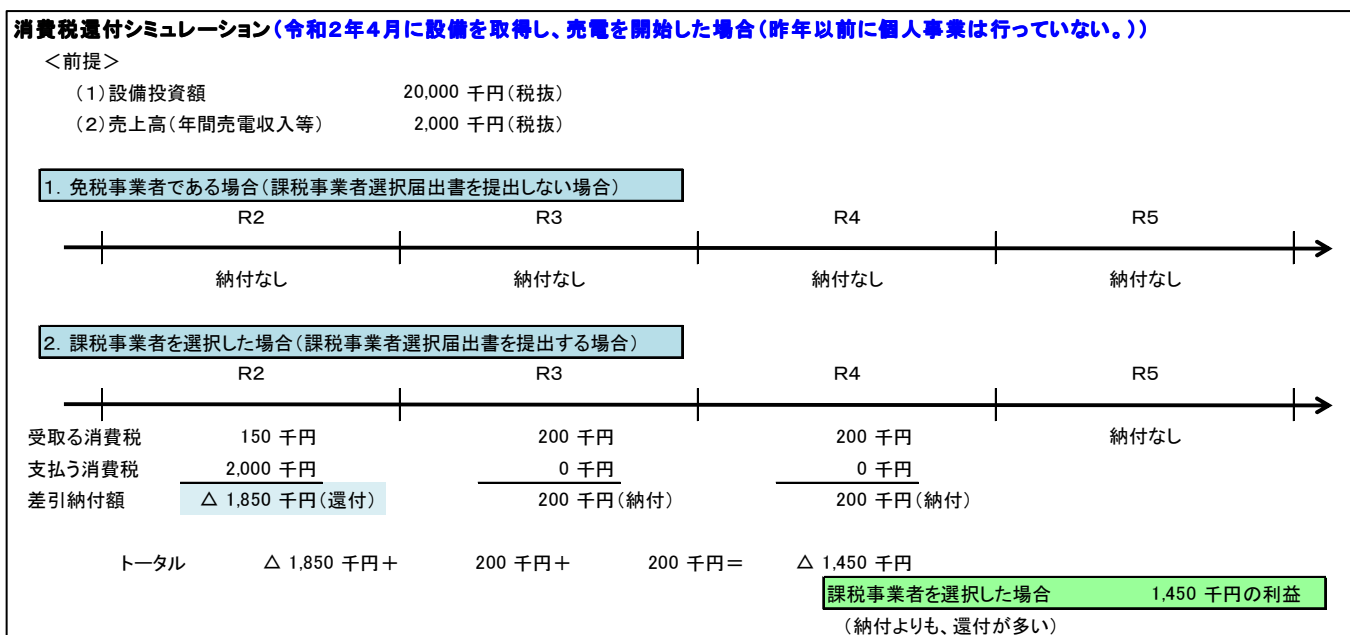 消費税還付シミュレーション(令和2年4月に設備を取得し、売電を開始した場合(昨年以前に個人事業は行っていない。))
<前提>
(1)設備投資額 20,000 千円(税抜)
(2)売上高(年間売電収入等) 2,000 千円(税抜)
1. 免税事業者である場合(課税事業者選択届出書を提出しない場合)
R2 R3 R4 R5
納付なし 納付なし 納付なし 納付なし
2. 課税事業者を選択した場合(課税事業者選択届出書を提出する場合)
R2 R3 R4 R5
受取る消費税 150 千円 200 千円 200 千円 納付なし
支払う消費税 2,000 千円 0 千円 0 千円
差引納付額 △ 1,850 千円(還付) 200 千円(納付) 200 千円(納付)
トータル △ 1,850 千円+ 200 千円+ 200 千円= △ 1,450 千円
課税事業者を選択した場合 1,450 千円の利益
(納付よりも、還付が多い)